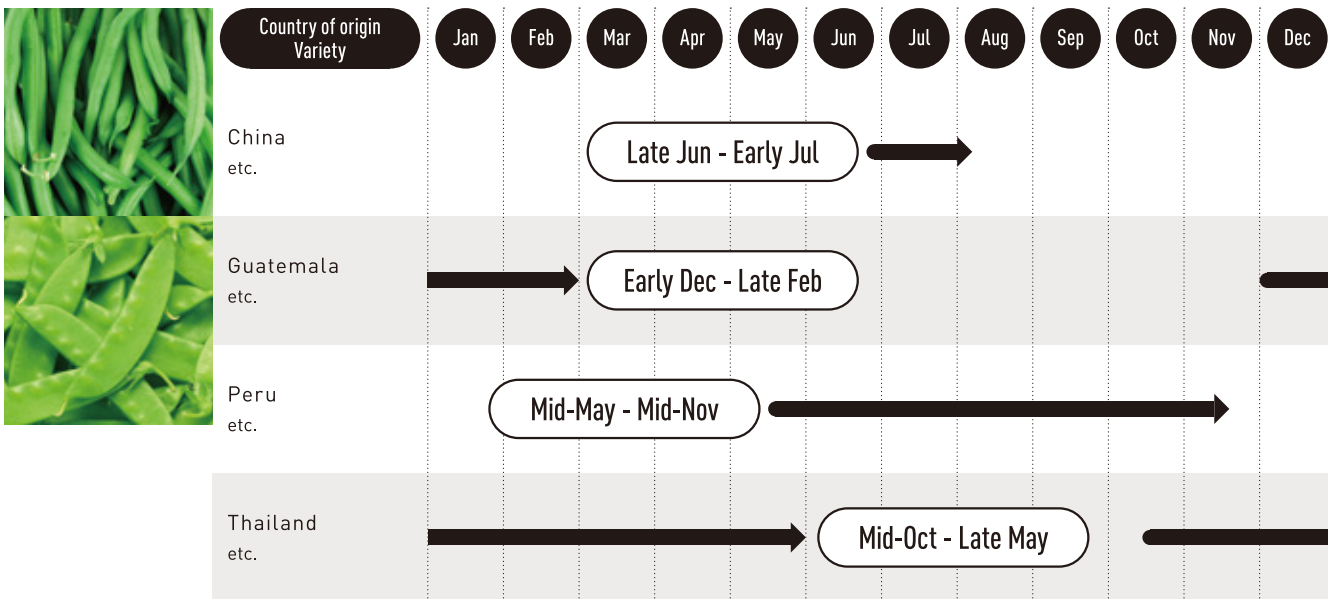 Country of origin
Variety
Jan Feb Mar Apr May Jun Jul Aug Sep Oct Nov Dec
China
etc.
Late Jun - Early Jul
Guatemala
etc.
Early Dec - Late Feb
Peru
etc.
Mid-May - Mid-Nov
Thailand
etc.
Mid-Oct - Late May